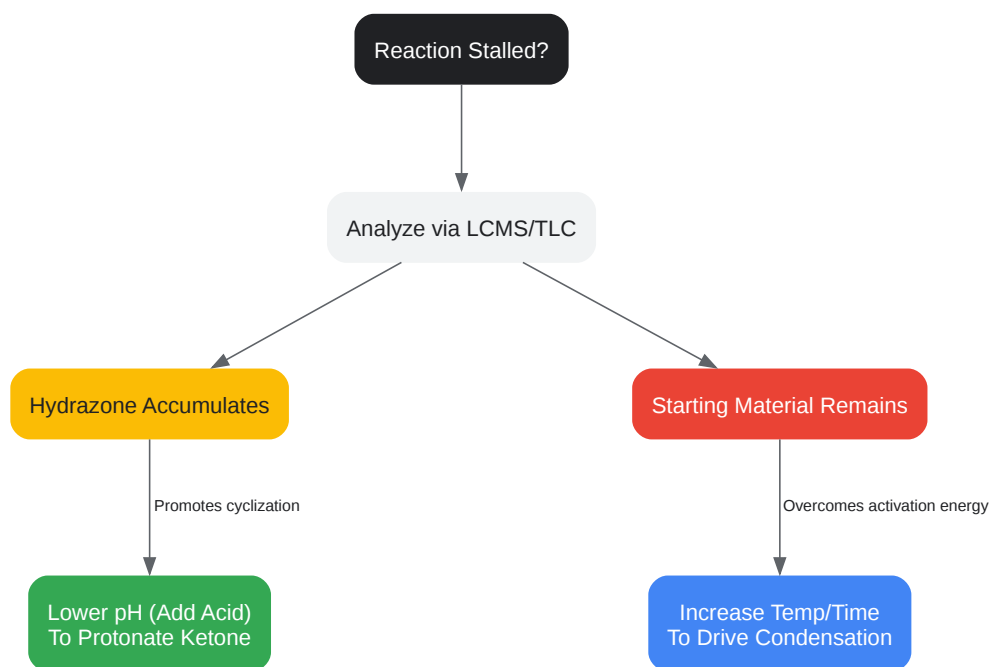 Reaction Stalled?
Analyze via LCMS/TLC
Hydrazone Accumulates
Starting Material Remains
Promotes cyclization
Overcomes activation energy
Lower pH (Add Acid)
To Protonate Ketone
Increase Temp/Time
To Drive Condensation